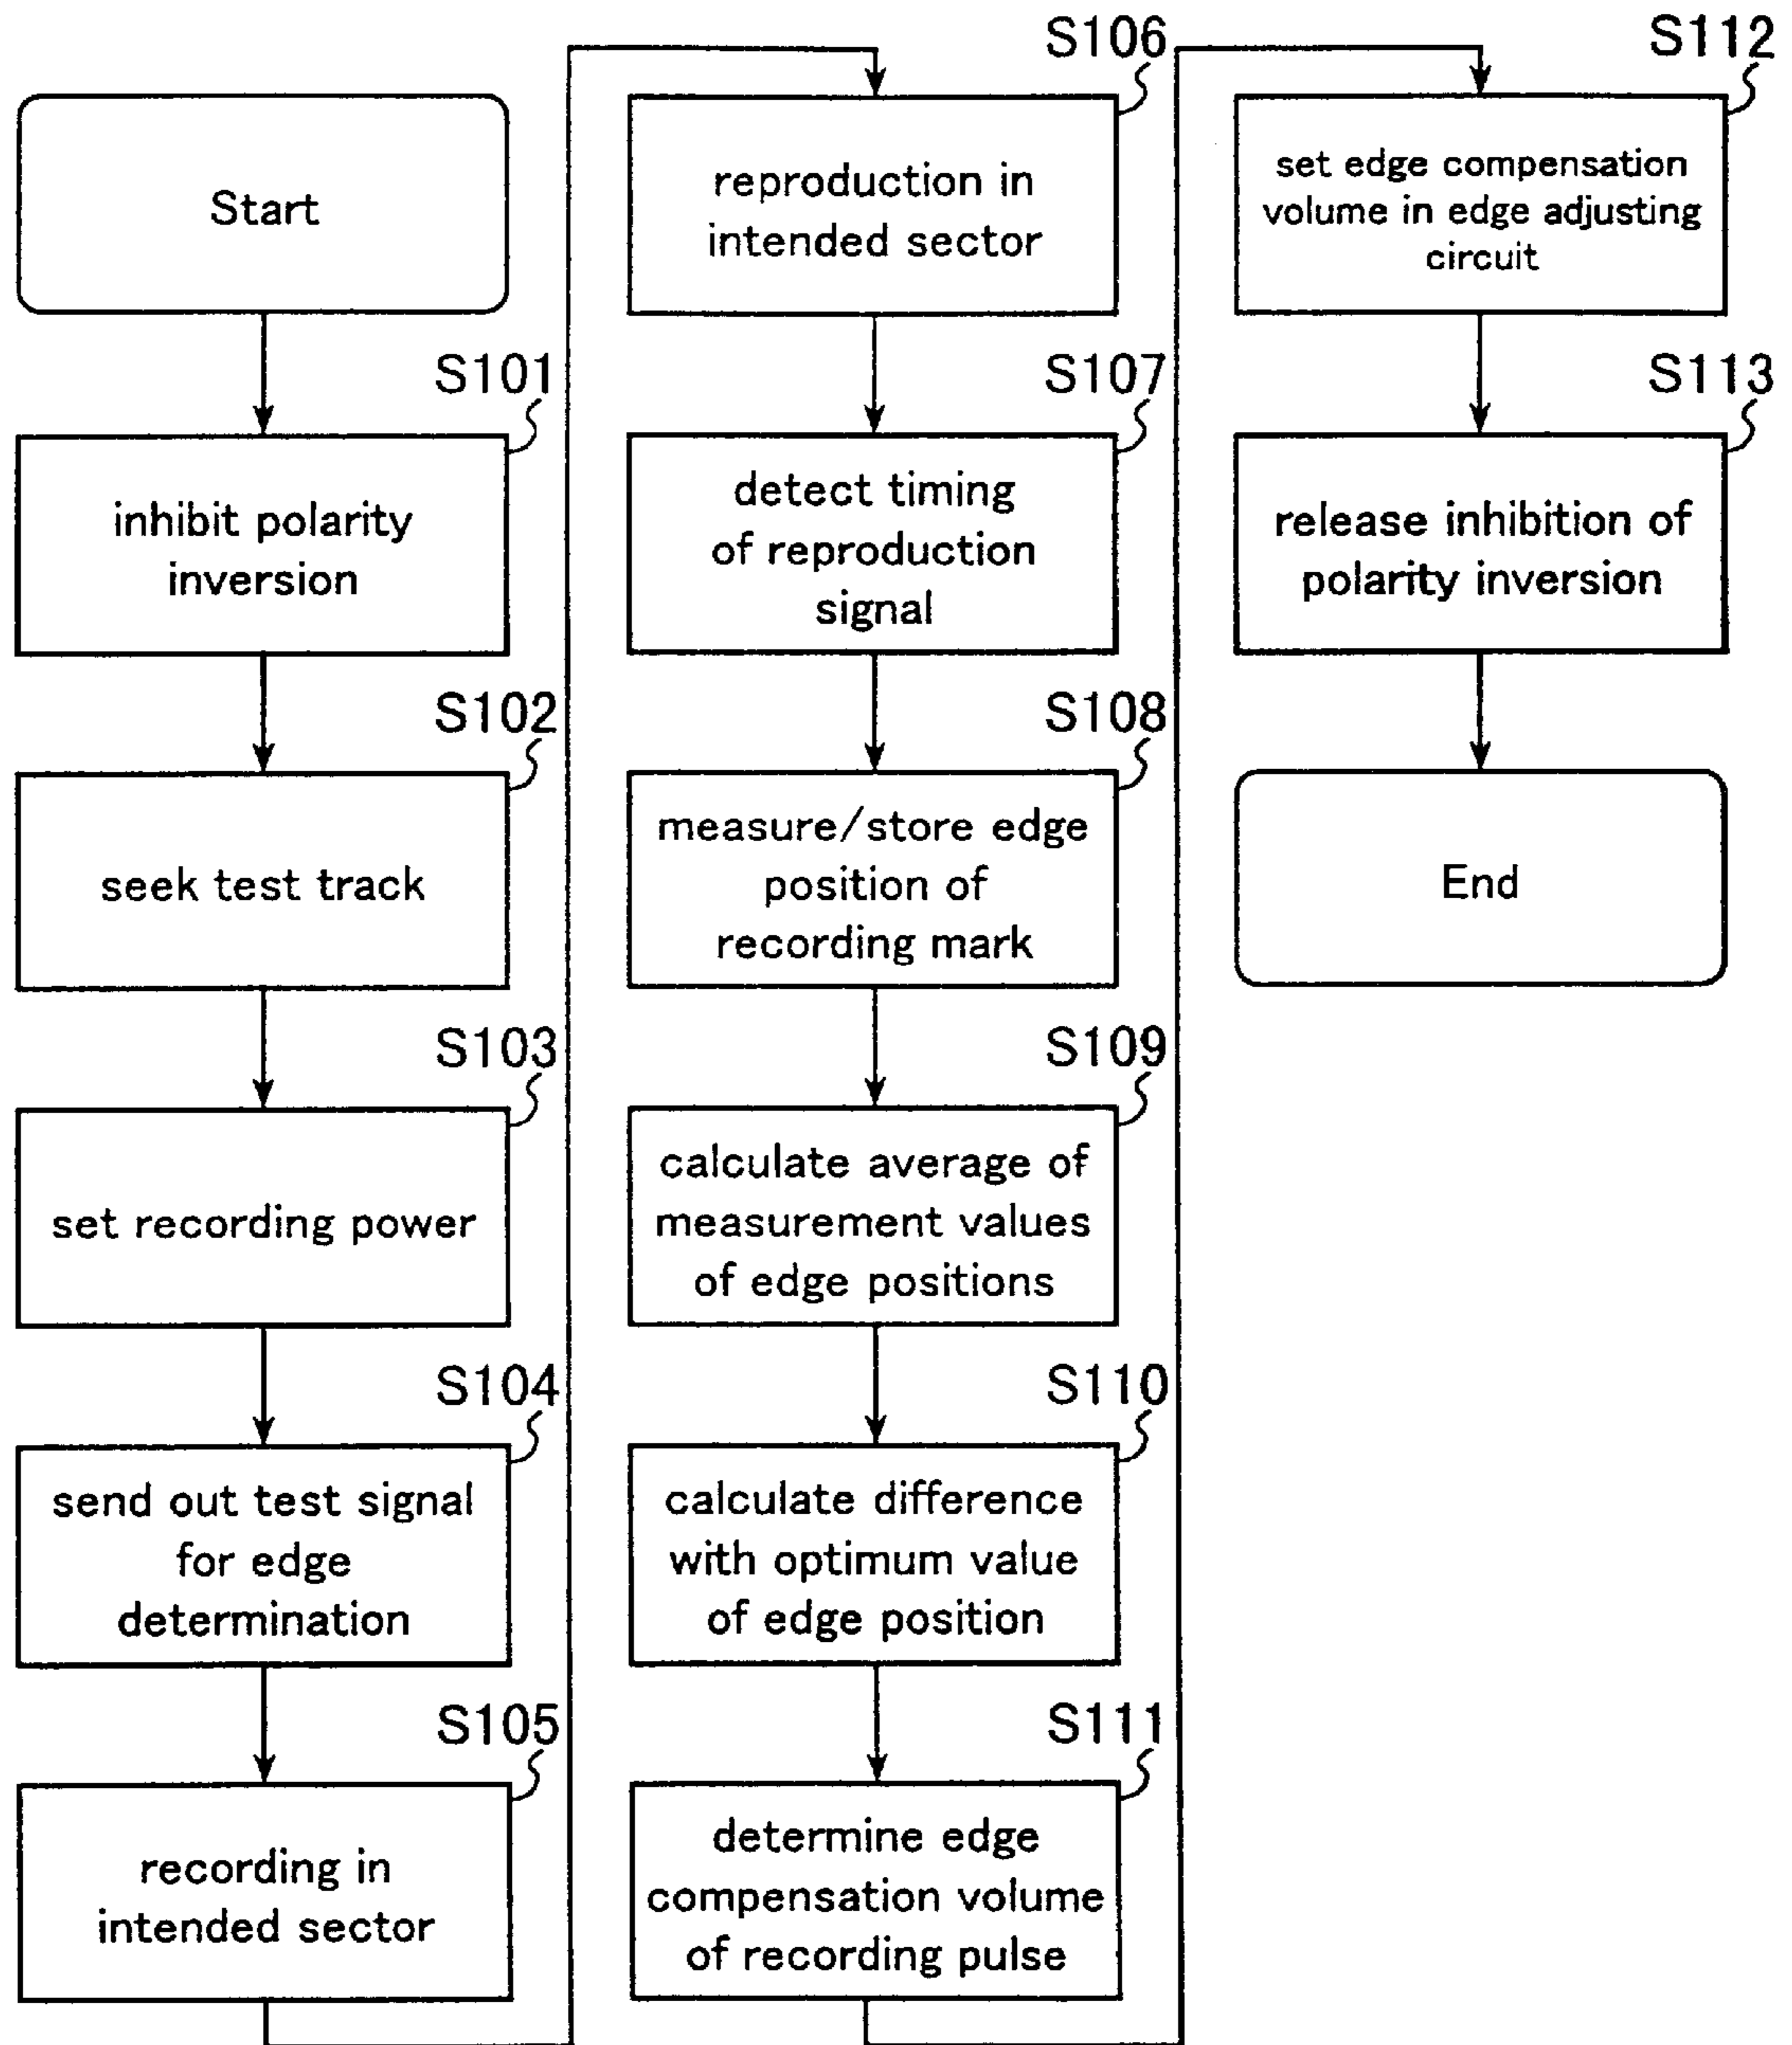 Start
S101
inhibit polarity
inversion
S102
seek test track
S103
set recording power
S104
send out test signal
for edge
determination
S105
recording in
intended sector
S106
reproduction in
intended sector
S107
detect timing
of reproduction
signal
S108
measure/store edge
position of
recording mark
S109
calculate average of
measurement values
of edge positions
S110
calculate difference
with optimum value
of edge position
S111
determine edge
compensation volume
of recording pulse
S112
set edge compensation
volume in edge adjusting
circuit
S113
release inhibition of
polarity inversion
End